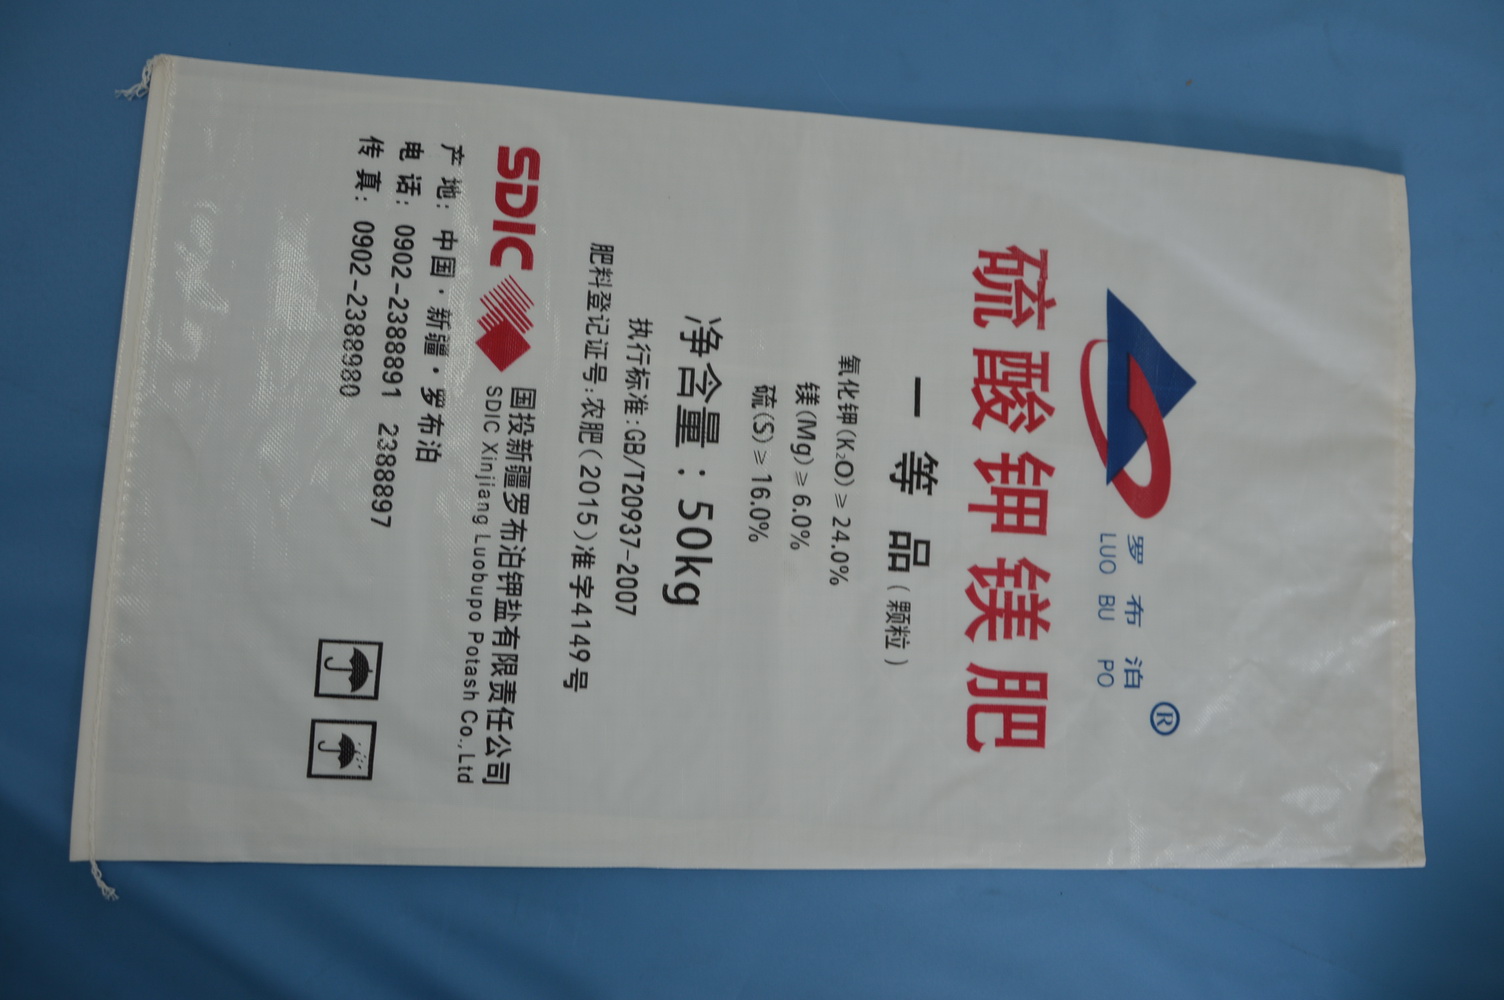 罗布泊®
LUO BU PO
硫酸钾镁肥
一等品(颗粒)
氧化钾(K₂O)≥24.0%
镁(Mg)≥6.0%
硫(S)≥16.0%
净含量:50kg
执行标准:GB/T20937-2007
肥料登记证号:农肥(2015)准字4149号
SDIC 国投新疆罗布泊钾盐有限责任公司
SDIC Xinjiang Luobupo Potash Co.,Ltd
产地:中国·新疆·罗布泊
电话:0902-2388891 2388897
传真:0902-2388980